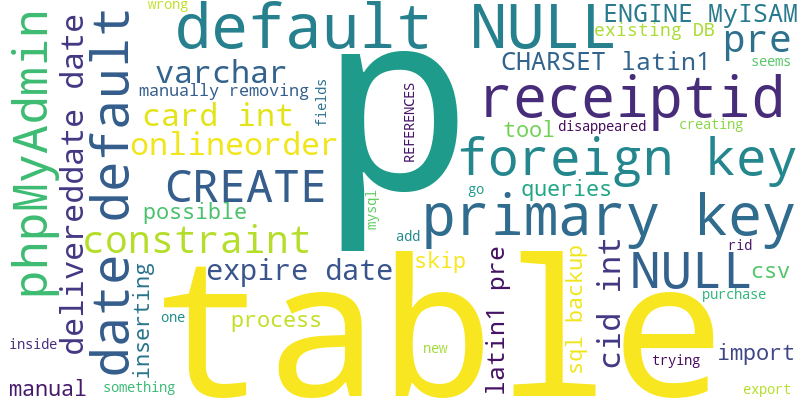 wrong
default NULL
ENGINE MyISAM
existing DB
pre
seems
phpMyAdmin
delivereddate date
date default
varchar
manually removing
fields
p
REFERENCES
CHARSET latin1
card int
onlineorder
receiptid
tool
disappeared
creating
foreign key
CREATE
go
queries
possible
mysql
primary key
constraint
add
rid
expire date
skip
table
latin1 pre
sql backup
cid int
NULL
csv
purchase
inserting
one
process
new
inside
trying
import
manual
something
export